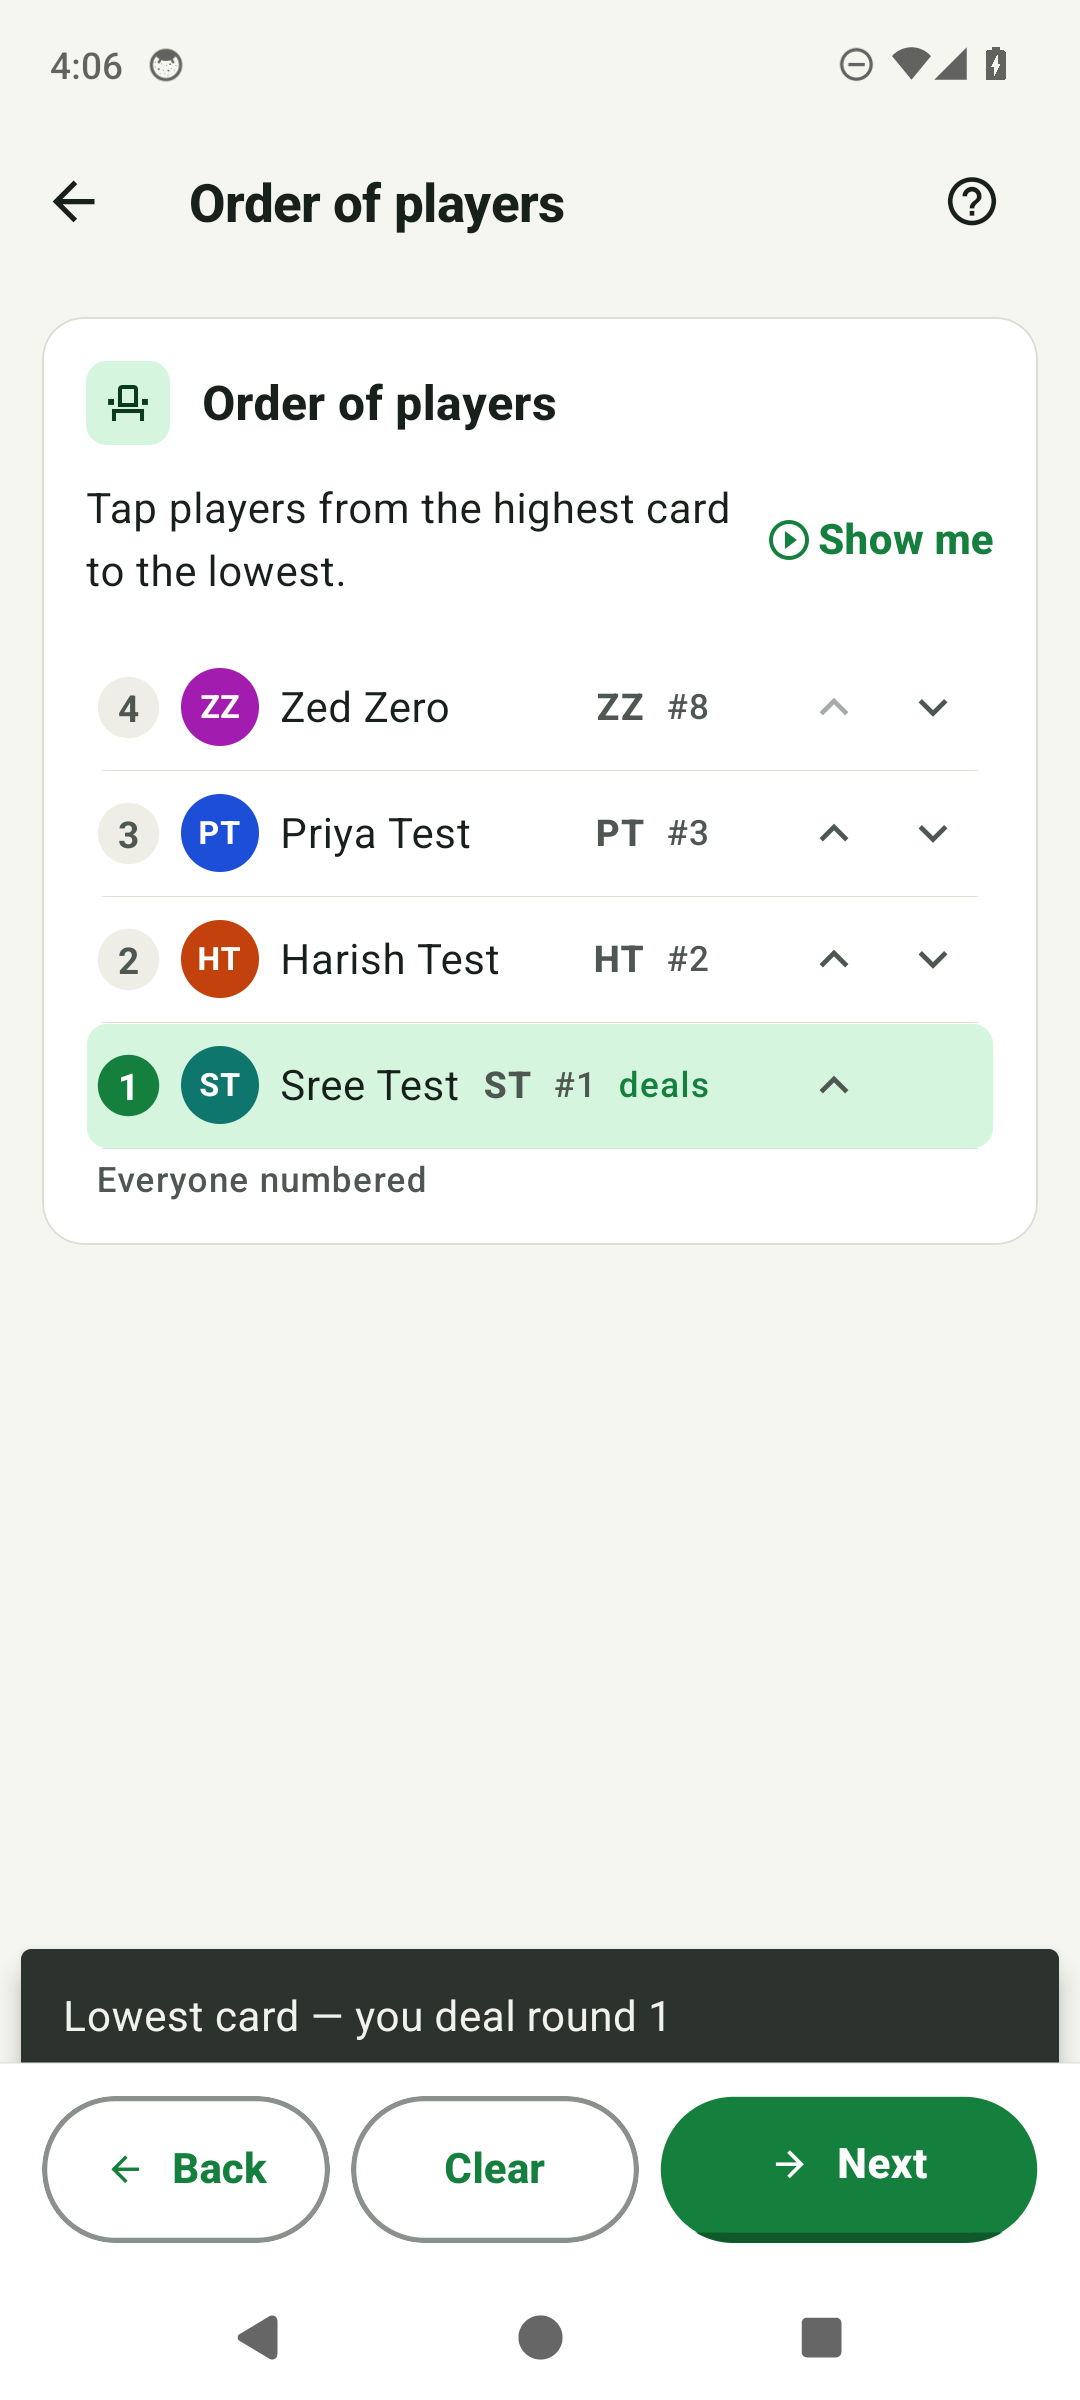 4:06
Order of players
Order of players
Tap players from the highest card
to the lowest.
Show me
4 ZZ Zed Zero ZZ #8
3 PT Priya Test PT #3
2 HT Harish Test HT #2
1 ST Sree Test ST #1 deals
Everyone numbered
Lowest card — you deal round 1
Back Clear Next